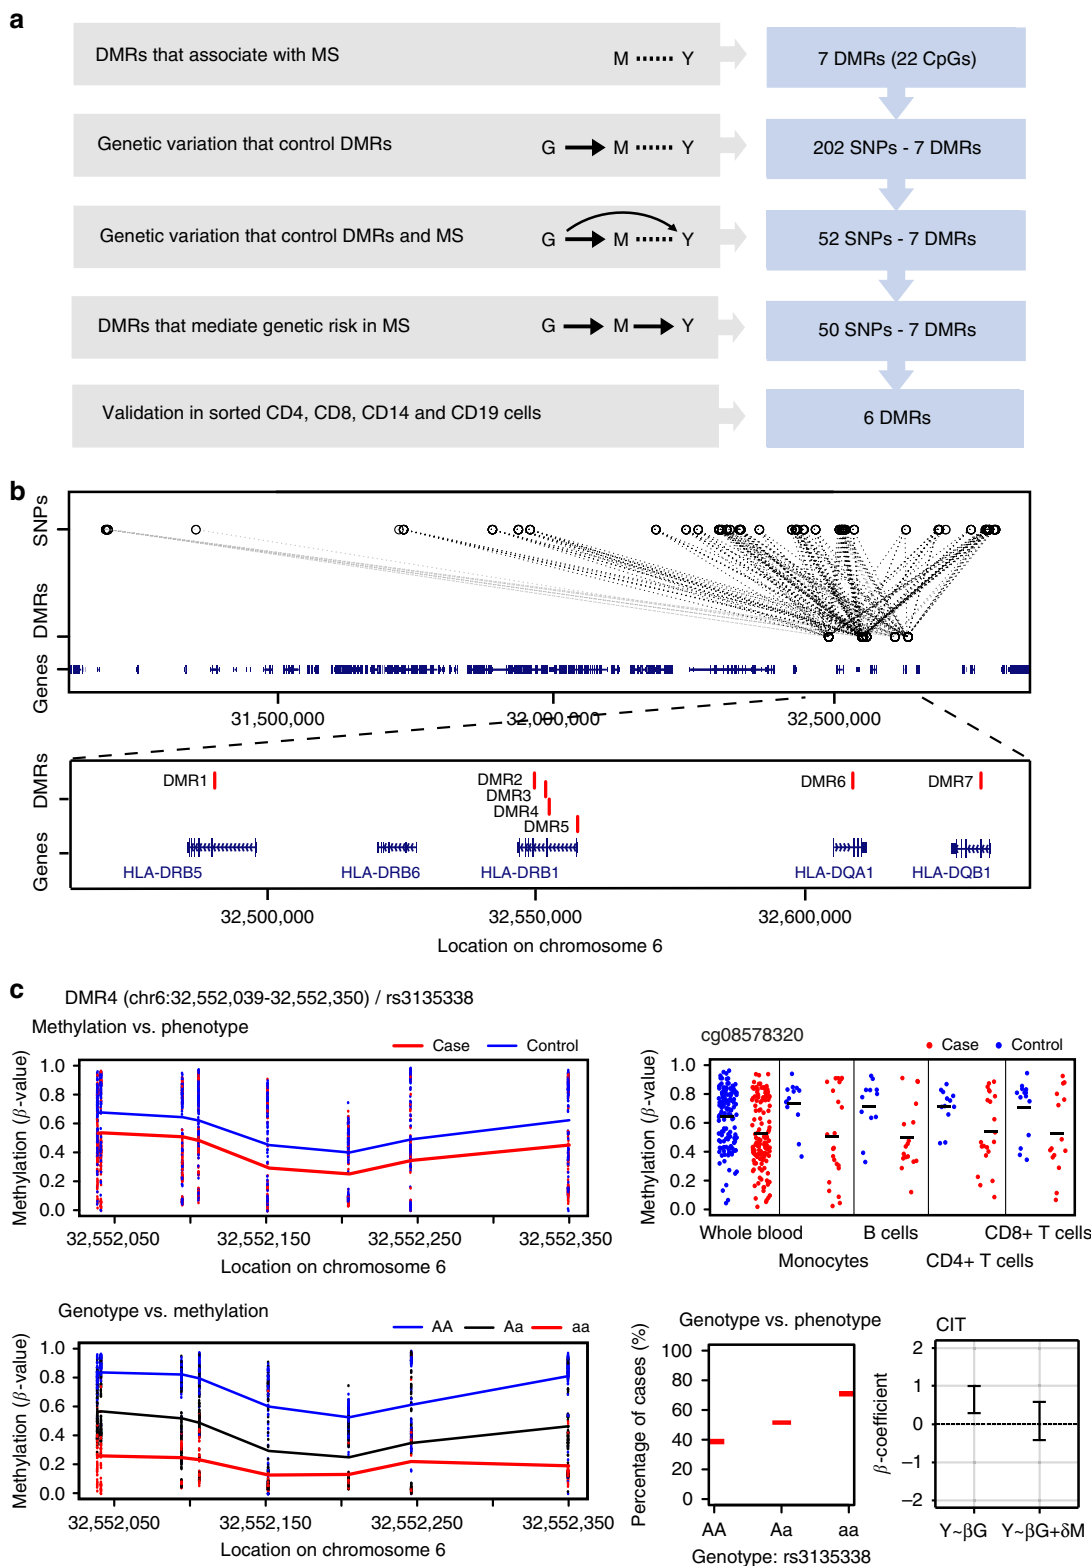 a
DMRs that associate with MS
M Y
7 DMRs (22 CpGs)
Genetic variation that control DMRs
G M Y
202 SNPs - 7 DMRs
Genetic variation that control DMRs and MS
G M Y
52 SNPs - 7 DMRs
DMRs that mediate genetic risk in MS
G M Y
50 SNPs - 7 DMRs
Validation in sorted CD4, CD8, CD14 and CD19 cells
6 DMRs
b
SNPs
DMRs
Genes
31,500,000 32,000,000 32,500,000
DMRs
Genes
DMR1
DMR2
DMR3
DMR4
DMR5
DMR6
DMR7
HLA-DRB5 HLA-DRB6 HLA-DRB1 HLA-DQA1 HLA-DQB1
32,500,000 32,550,000 32,600,000
Location on chromosome 6
c
DMR4 (chr6:32,552,039-32,552,350) / rs3135338
Methylation vs. phenotype
Case Control
Methylation (β-value)
1.0
0.8
0.6
0.4
0.2
0.0
32,552,050 32,552,150 32,552,250 32,552,350
Location on chromosome 6
cg08578320
Case Control
Methylation (β-value)
1.0
0.8
0.6
0.4
0.2
0.0
Whole blood B cells CD8+ T cells
Monocytes CD4+ T cells
Genotype vs. methylation
AA Aa aa
Methylation (β-value)
1.0
0.8
0.6
0.4
0.2
0.0
32,552,050 32,552,150 32,552,250 32,552,350
Location on chromosome 6
Genotype vs. phenotype
Percentage of cases (%)
100
80
60
40
20
0
AA Aa aa
Genotype: rs3135338
CIT
β-coefficient
2
1
0
−1
−2
Y~βG Y~βG+δM